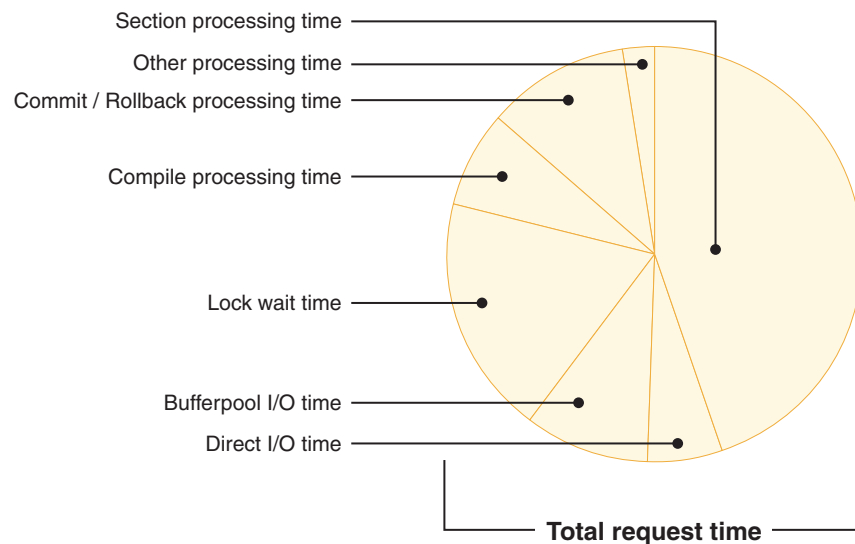 Section processing time
Other processing time
Commit / Rollback processing time
Compile processing time
Lock wait time
Bufferpool I/O time
Direct I/O time
Total request time